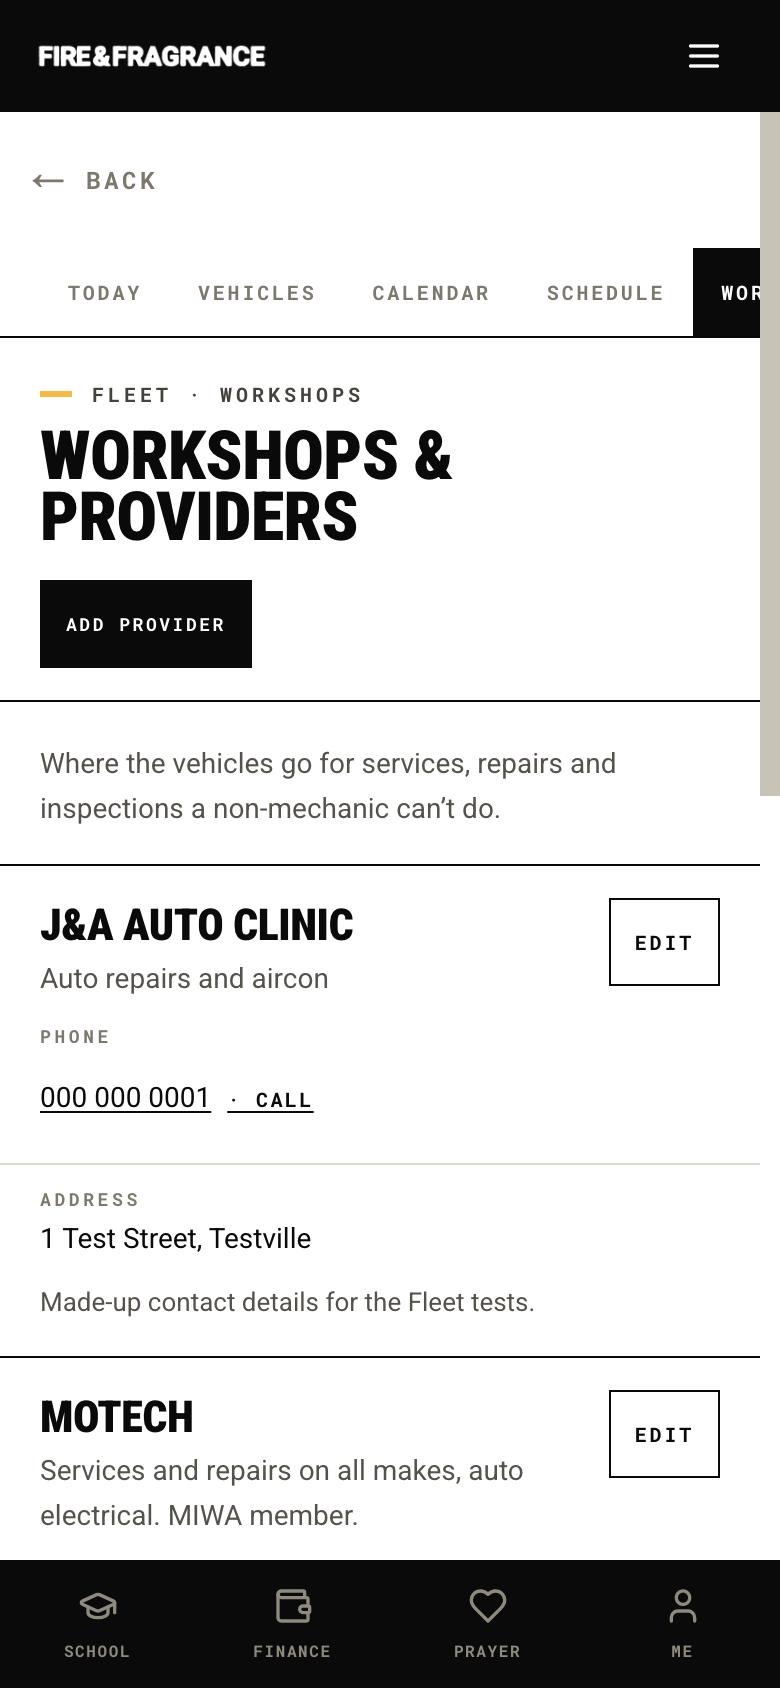 FIRE&FRAGRANCE
← BACK
TODAY VEHICLES CALENDAR SCHEDULE WOR
FLEET · WORKSHOPS
WORKSHOPS &
PROVIDERS
ADD PROVIDER
Where the vehicles go for services, repairs and
inspections a non-mechanic can’t do.
J&A AUTO CLINIC
EDIT
Auto repairs and aircon
PHONE
000 000 0001 · CALL
ADDRESS
1 Test Street, Testville
Made-up contact details for the Fleet tests.
MOTECH
EDIT
Services and repairs on all makes, auto
electrical. MIWA member.
SCHOOL FINANCE PRAYER ME